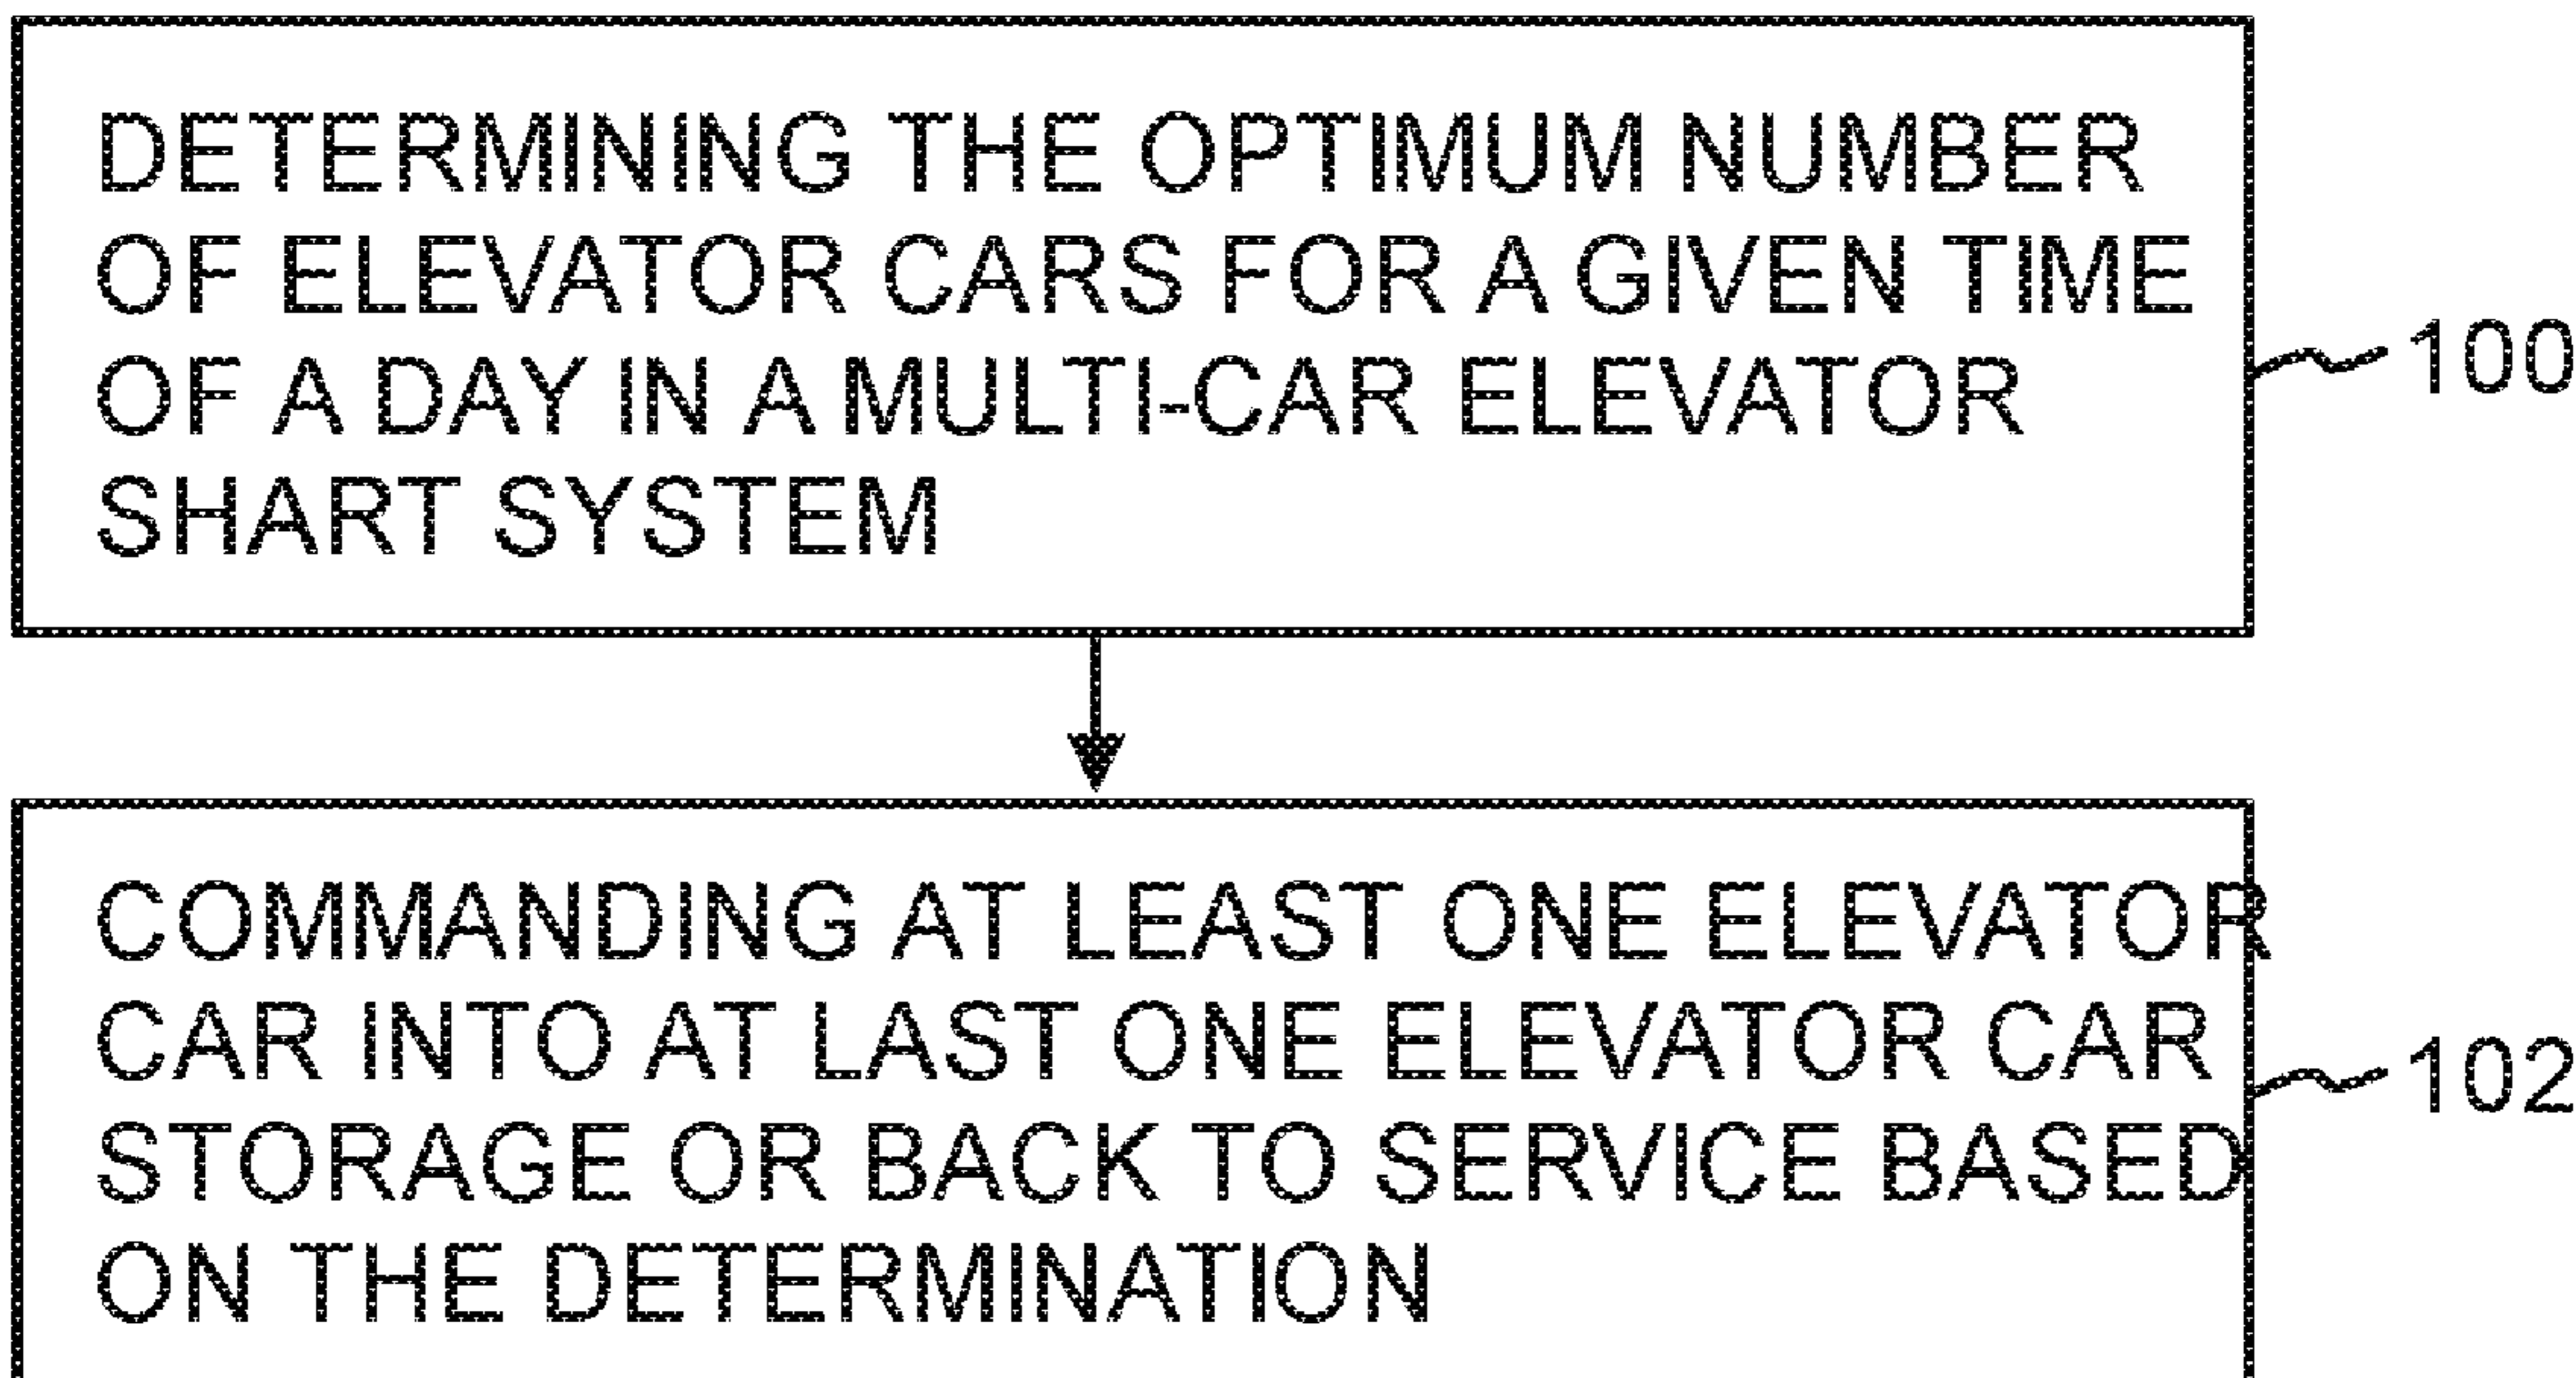 DETERMINING THE OPTIMUM NUMBER
OF ELEVATOR CARS FOR A GIVEN TIME
OF A DAY IN A MULTI-CAR ELEVATOR
SHART SYSTEM
100
COMMANDING AT LEAST ONE ELEVATOR
CAR INTO AT LAST ONE ELEVATOR CAR
STORAGE OR BACK TO SERVICE BASED
ON THE DETERMINATION
102